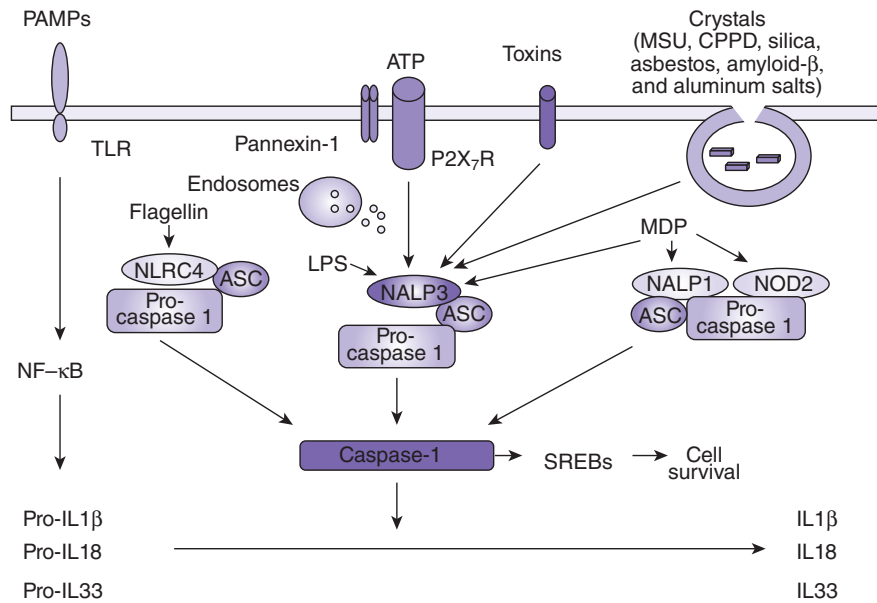 PAMPs
ATP
Toxins
Crystals
(MSU, CPPD, silica,
asbestos, amyloid-β,
and aluminum salts)
TLR
Pannexin-1
P2X₇R
Endosomes
Flagellin
MDP
LPS
NLRC4
ASC
Pro-
caspase 1
NALP3
ASC
Pro-
caspase 1
NALP1
NOD2
ASC
Pro-
caspase 1
NF–κB
Caspase-1
SREBs
Cell
survival
Pro-IL1β
IL1β
Pro-IL18
IL18
Pro-IL33
IL33